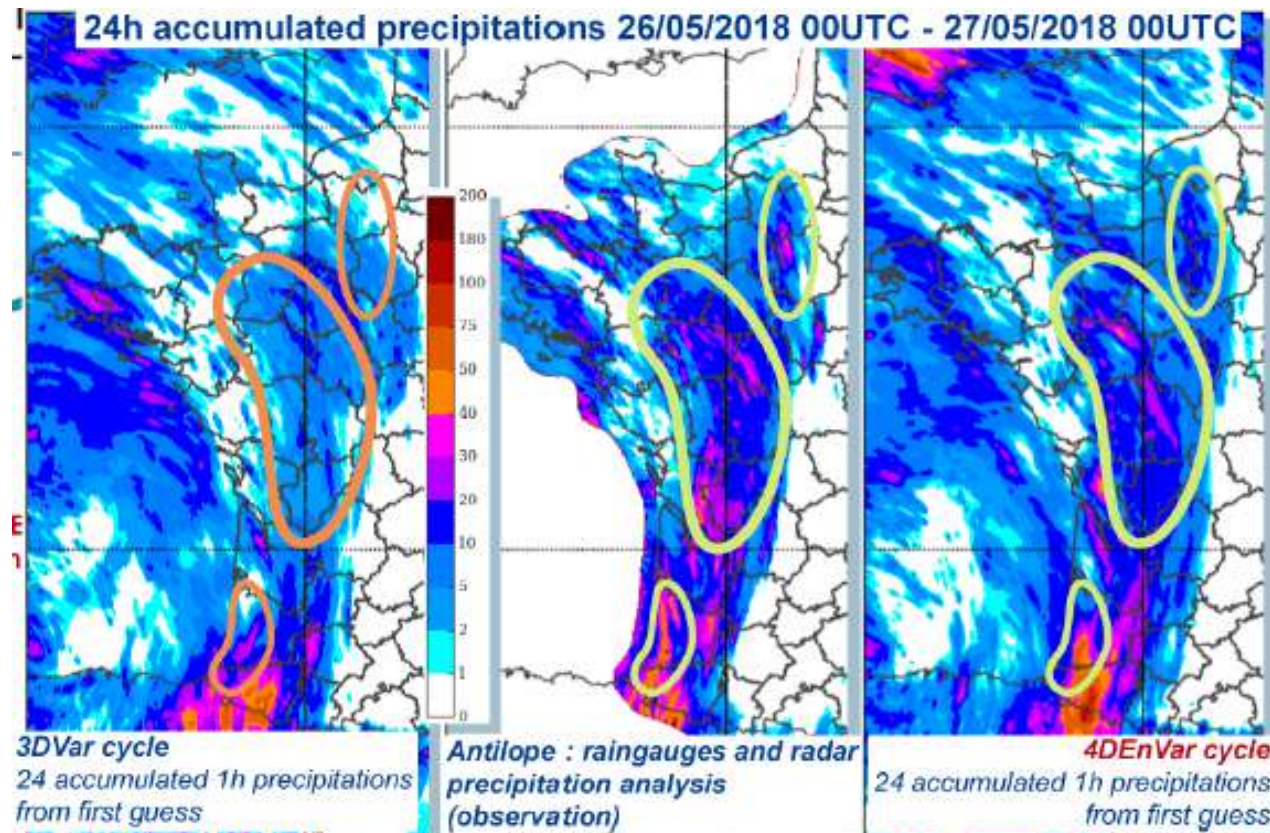 24h accumulated precipitations 26/05/2018 00UTC - 27/05/2018 00UTC
200
180
100
75
50
40
30
20
10
5
2
1
0
E
n
3DVar cycle
24 accumulated 1h precipitations
from first guess
Antilope : raingauges and radar
precipitation analysis
(observation)
4DEnVar cycle
24 accumulated 1h precipitations
from first guess